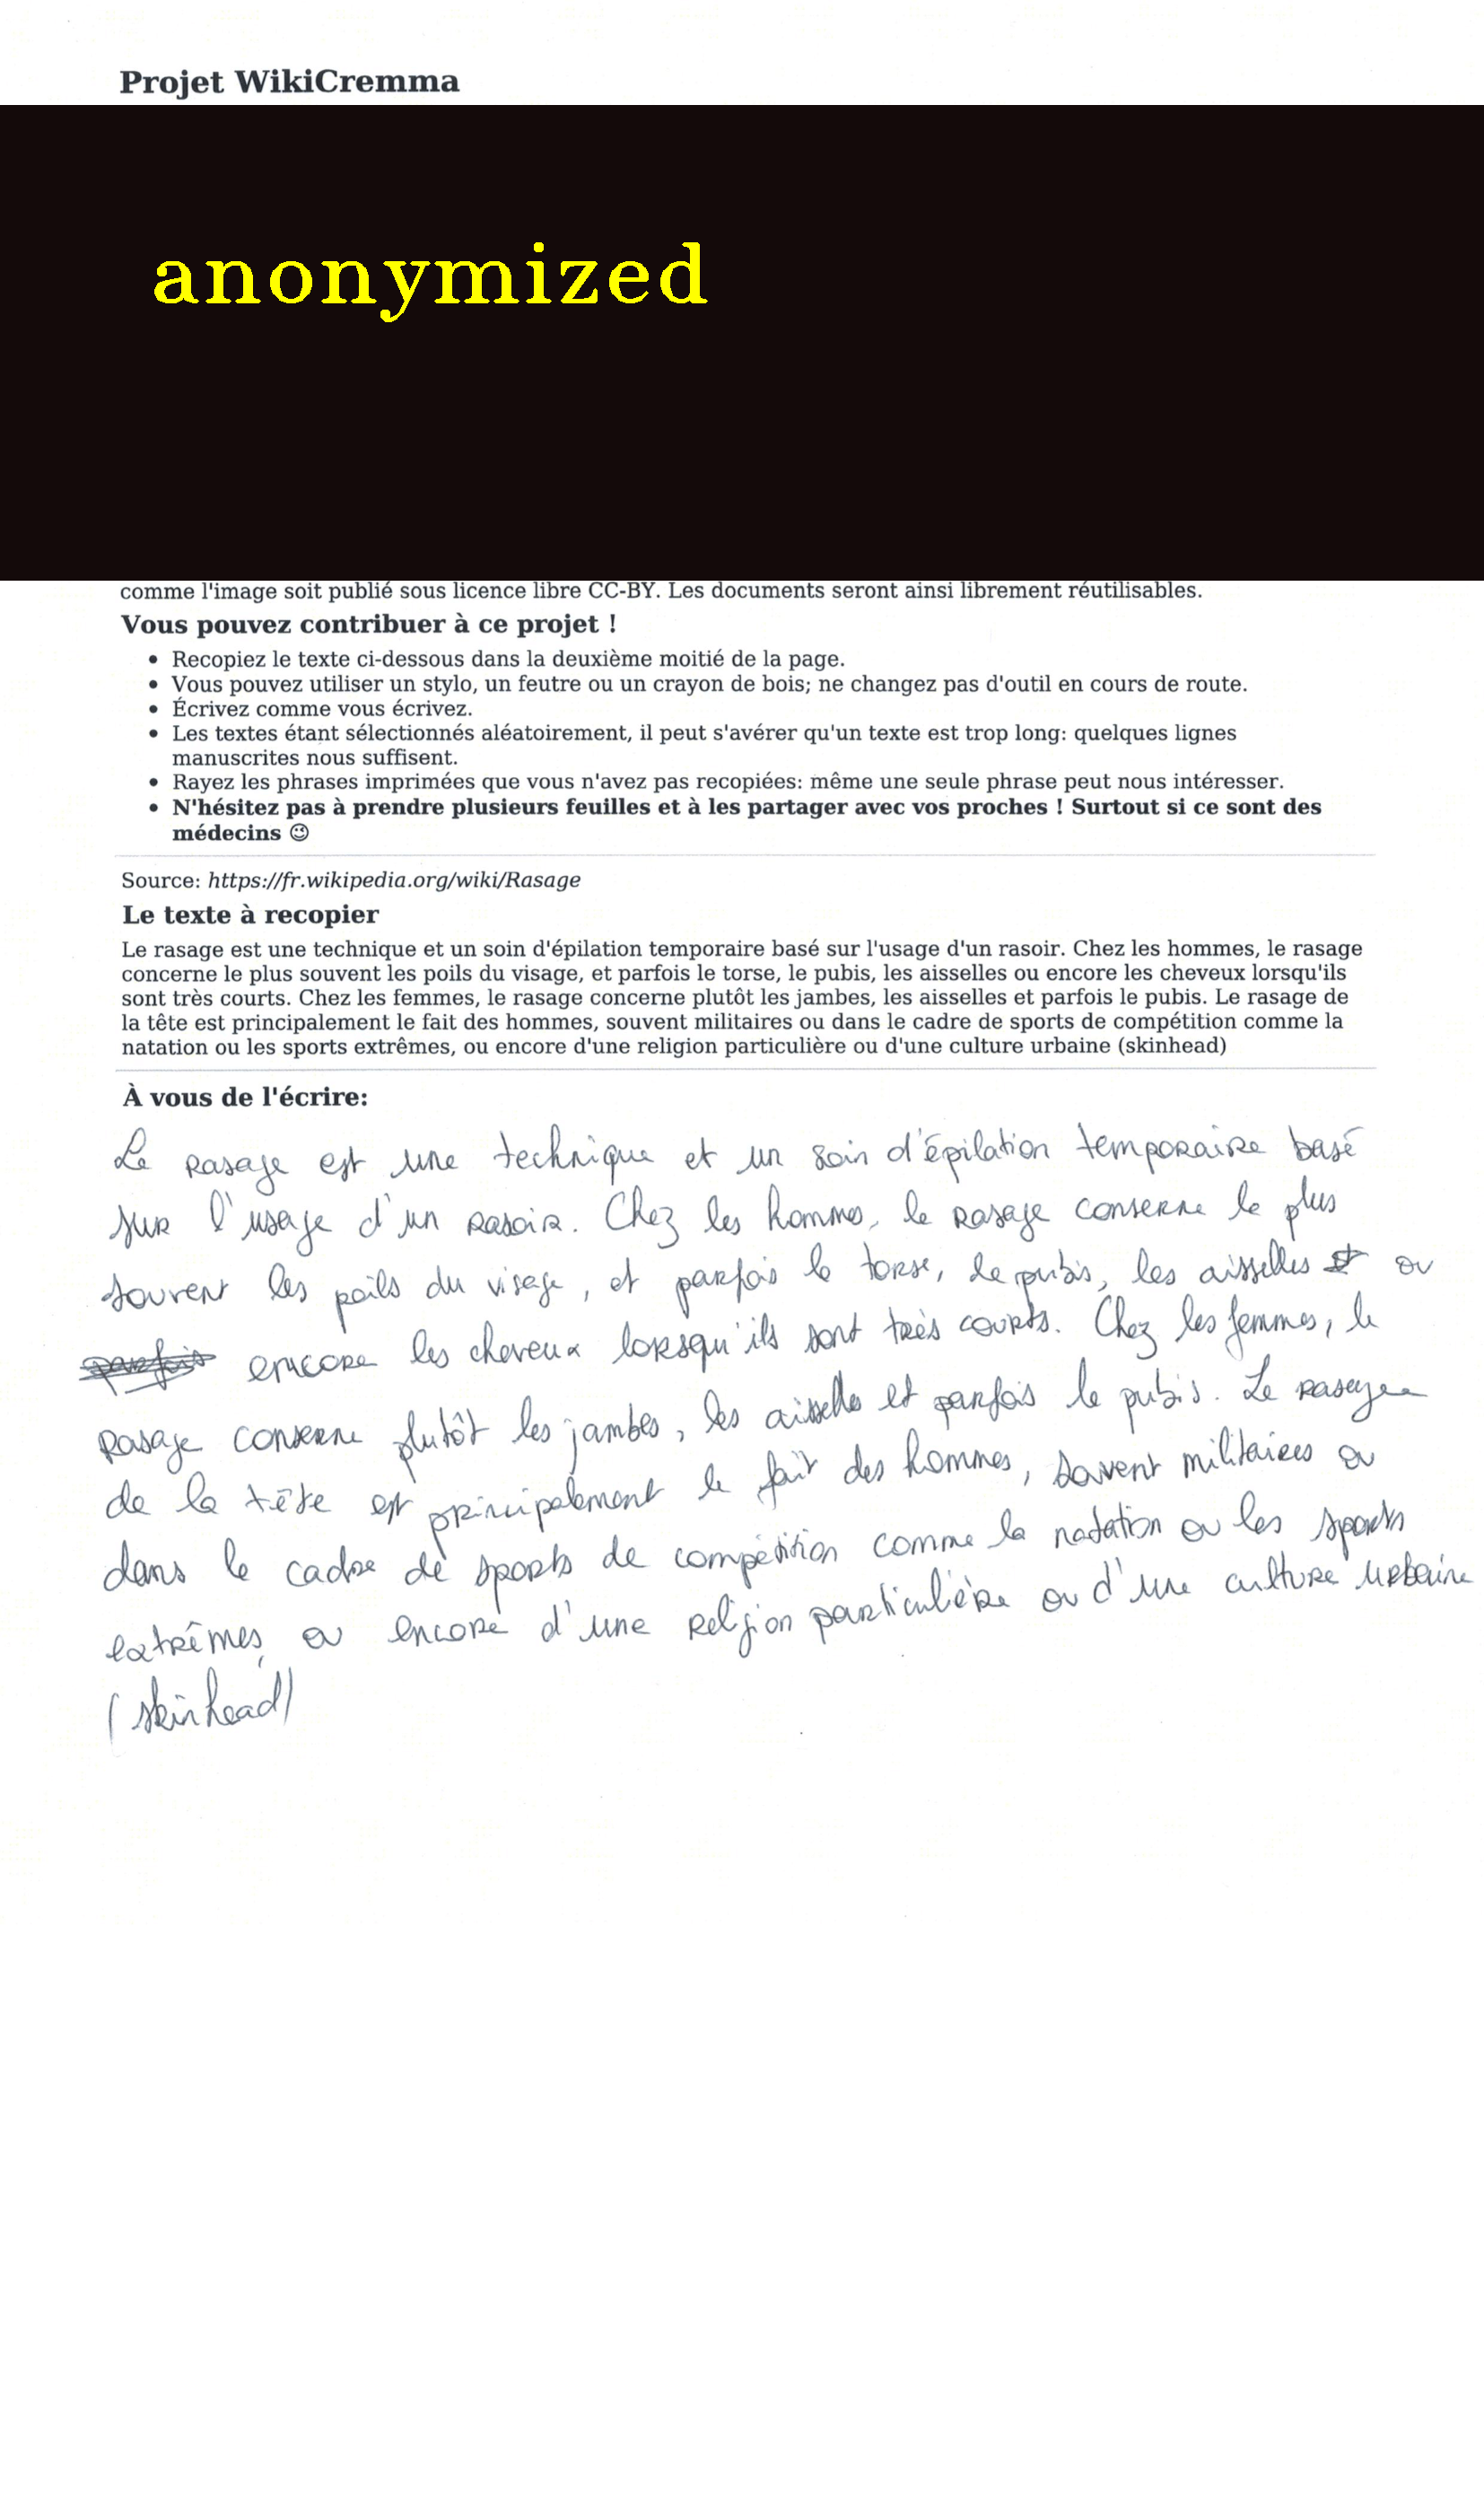 Projet WikiCremma
anonymized
comme l'image soit publié sous licence libre CC-BY. Les documents seront ainsi librement réutilisables.
Vous pouvez contribuer à ce projet !
• Recopiez le texte ci-dessous dans la deuxième moitié de la page.
• Vous pouvez utiliser un stylo, un feutre ou un crayon de bois; ne changez pas d'outil en cours de route.
• Écrivez comme vous écrivez.
• Les textes étant sélectionnés aléatoirement, il peut s'avérer qu'un texte est trop long: quelques lignes
manuscrites nous suffisent.
• Rayez les phrases imprimées que vous n'avez pas recopiées: même une seule phrase peut nous intéresser.
• N'hésitez pas à prendre plusieurs feuilles et à les partager avec vos proches ! Surtout si ce sont des
médecins 😉
Source: https://fr.wikipedia.org/wiki/Rasage
Le texte à recopier
Le rasage est une technique et un soin d'épilation temporaire basé sur l'usage d'un rasoir. Chez les hommes, le rasage
concerne le plus souvent les poils du visage, et parfois le torse, le pubis, les aisselles ou encore les cheveux lorsqu'ils
sont très courts. Chez les femmes, le rasage concerne plutôt les jambes, les aisselles et parfois le pubis. Le rasage de
la tête est principalement le fait des hommes, souvent militaires ou dans le cadre de sports de compétition comme la
natation ou les sports extrêmes, ou encore d'une religion particulière ou d'une culture urbaine (skinhead)
À vous de l'écrire:
Le rasage est une technique et un soin d'épilation temporaire basé
sur l'usage d'un rasoir. Chez les hommes, le rasage conserne le plus
souvent les poils du visage, et parfois le torse, le pubis, les aisselles et ou
parfois encore les cheveux lorsqu'ils sont très courts. Chez les femmes, le
rasage conserne plutôt les jambes, les aisselles et parfois le pubis. Le rasage
de la tête est principalement le fait des hommes, souvent militaires ou
dans le cadre de sports de compétition comme la natation ou les sports
extrêmes, ou encore d'une religion particulière ou d'une culture urbaine
(skinhead)